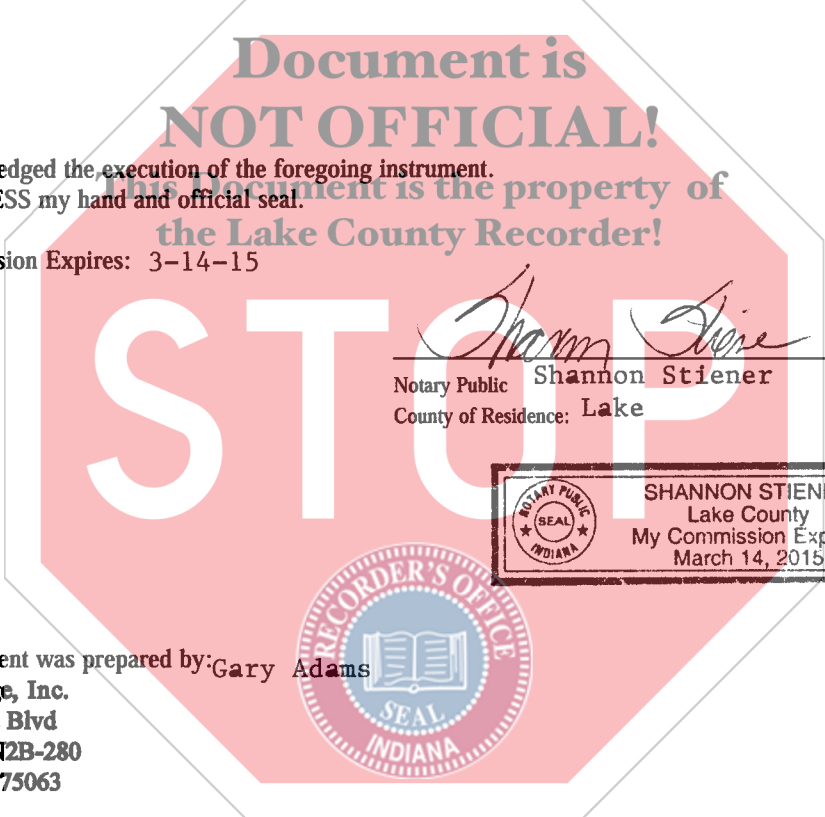 Document is
NOT OFFICIAL!
edged the execution of the foregoing instrument.
This Document is the property of
ESS my hand and official seal.
the Lake County Recorder!
sion Expires: 3-14-15
STOP
Shannon Stiene
Notary Public Shannon Stiener
County of Residence: Lake
NOTARY PUBLIC
SEAL
INDIANA
SHANNON STIEN
Lake County
My Commission Exp
March 14, 2015
RECORDER'S OFFICE
SEAL
INDIANA
ent was prepared by: Gary Adams
e, Inc.
Blvd
2B-280
75063